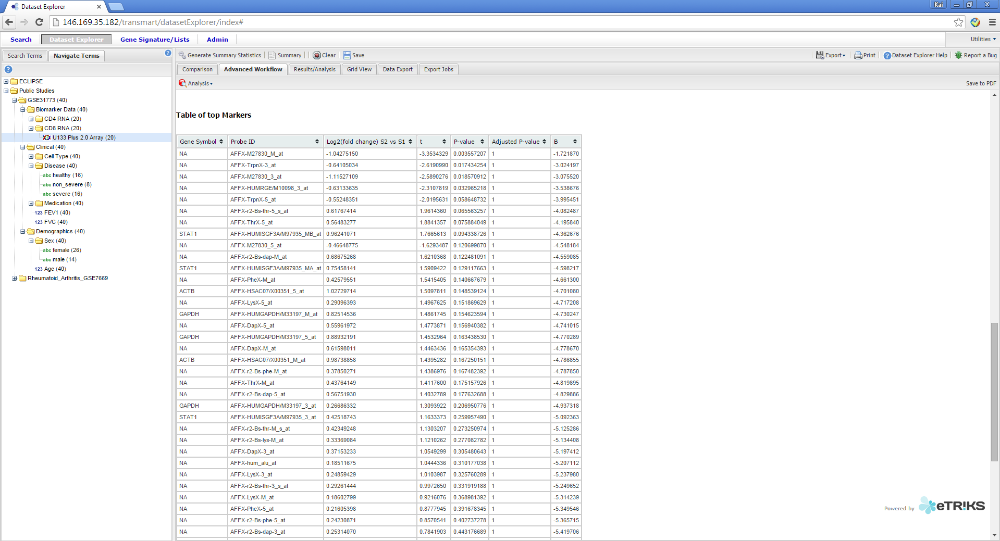 Dataset Explorer
Kai
146.169.35.182/transmart/datasetExplorer/index#
Search Dataset Explorer Gene Signature/Lists Admin Utilities
Search Terms Navigate Terms
ECLIPSE
Public Studies
GSE31773 (40)
Biomarker Data (40)
CD4 RNA (20)
CD8 RNA (20)
U133 Plus 2.0 Array (20)
Clinical (40)
Cell Type (40)
Disease (40)
abc healthy (16)
abc non_severe (8)
abc severe (16)
Medication (40)
123 FEV1 (40)
123 FVC (40)
Demographics (40)
Sex (40)
abc female (26)
abc male (14)
123 Age (40)
Rheumatoid_Arthritis_GSE7669
Generate Summary Statistics Summary Clear Save Export Print Dataset Explorer Help Report a Bug
Comparison Advanced Workflow Results/Analysis Grid View Data Export Export Jobs
Analysis Save to PDF
Table of top Markers
Gene Symbol Probe ID Log2(fold change) S2 vs S1 t P-value Adjusted P-value B
NA AFFX-M27830_M_at -1.04275150 -3.3534329 0.003557207 1 -1.721870
NA AFFX-TrpnX-3_at -0.64105034 -2.6190990 0.017434254 1 -3.024197
NA AFFX-M27830_3_at -1.11527109 -2.5890276 0.018570912 1 -3.075520
NA AFFX-HUMRGE/M10098_3_at -0.63133635 -2.3107819 0.032965218 1 -3.538676
NA AFFX-TrpnX-5_at -0.55248351 -2.0195631 0.058648732 1 -3.995451
NA AFFX-r2-Bs-thr-5_s_at 0.61767414 1.9614360 0.065563257 1 -4.082487
NA AFFX-ThrX-5_at 0.56483277 1.8841357 0.075884049 1 -4.195840
STAT1 AFFX-HUMISGF3A/M97935_MB_at 0.96241071 1.7665613 0.094338726 1 -4.362676
NA AFFX-M27830_5_at -0.46648775 -1.6293487 0.120699870 1 -4.548184
NA AFFX-r2-Bs-dap-M_at 0.68675268 1.6210368 0.122481091 1 -4.559085
STAT1 AFFX-HUMISGF3A/M97935_MA_at 0.75458141 1.5909422 0.129117663 1 -4.598217
NA AFFX-PheX-M_at 0.42579551 1.5415405 0.140667679 1 -4.661300
ACTB AFFX-HSAC07/X00351_5_at 1.02729714 1.5097811 0.148539124 1 -4.701080
NA AFFX-LysX-5_at 0.29096393 1.4967625 0.151869629 1 -4.717208
GAPDH AFFX-HUMGAPDH/M33197_M_at 0.82514536 1.4861745 0.154623594 1 -4.730247
NA AFFX-DapX-5_at 0.55961972 1.4773871 0.156940382 1 -4.741015
GAPDH AFFX-HUMGAPDH/M33197_5_at 0.88932191 1.4532964 0.163438530 1 -4.770289
NA AFFX-DapX-M_at 0.61598011 1.4463436 0.165354393 1 -4.778670
ACTB AFFX-HSAC07/X00351_M_at 0.98738858 1.4395282 0.167250151 1 -4.786855
NA AFFX-r2-Bs-phe-M_at 0.37850271 1.4386976 0.167482392 1 -4.787850
NA AFFX-ThrX-M_at 0.43764149 1.4117600 0.175157926 1 -4.819895
NA AFFX-r2-Bs-dap-5_at 0.56751930 1.4032789 0.177632688 1 -4.829886
GAPDH AFFX-HUMGAPDH/M33197_3_at 0.26686332 1.3093922 0.206950776 1 -4.937318
STAT1 AFFX-HUMISGF3A/M97935_3_at 0.42518743 1.1633373 0.259957490 1 -5.092363
NA AFFX-r2-Bs-thr-M_s_at 0.42349248 1.1303207 0.273250974 1 -5.125286
NA AFFX-r2-Bs-lys-M_at 0.33369084 1.1210262 0.277082782 1 -5.134408
NA AFFX-DapX-3_at 0.37153233 1.0549299 0.305480643 1 -5.197412
NA AFFX-hum_alu_at 0.18511675 1.0444336 0.310177038 1 -5.207112
NA AFFX-LysX-3_at 0.24859429 1.0103987 0.325760289 1 -5.237980
NA AFFX-r2-Bs-thr-3_s_at 0.29261444 0.9972650 0.331919188 1 -5.249652
NA AFFX-LysX-M_at 0.18602799 0.9216076 0.368981392 1 -5.314239
NA AFFX-PheX-5_at 0.21605398 0.8777945 0.391678345 1 -5.349546
NA AFFX-r2-Bs-phe-5_at 0.24230871 0.8570541 0.402737278 1 -5.365715
NA AFFX-r2-Bs-dap-3_at 0.25314070 0.7841903 0.443176689 1 -5.419706
Powered by eTRIKS